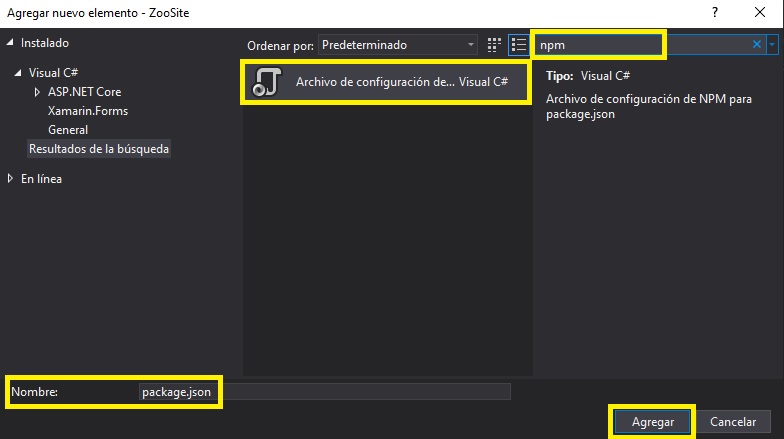 Agregar nuevo elemento - ZooSite
Instalado
Ordenar por: Predeterminado
npm
Visual C#
ASP.NET Core
Xamarin.Forms
General
Resultados de la búsqueda
En línea
Archivo de configuración de... Visual C#
Tipo: Visual C#
Archivo de configuración de NPM para
package.json
Nombre: package.json
Agregar Cancelar